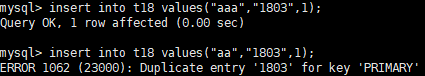 mysql> insert into t18 values("aaa","1803",1);
Query OK, 1 row affected (0.00 sec)
mysql> insert into t18 values("aa","1803",1);
ERROR 1062 (23000): Duplicate entry '1803' for key 'PRIMARY'